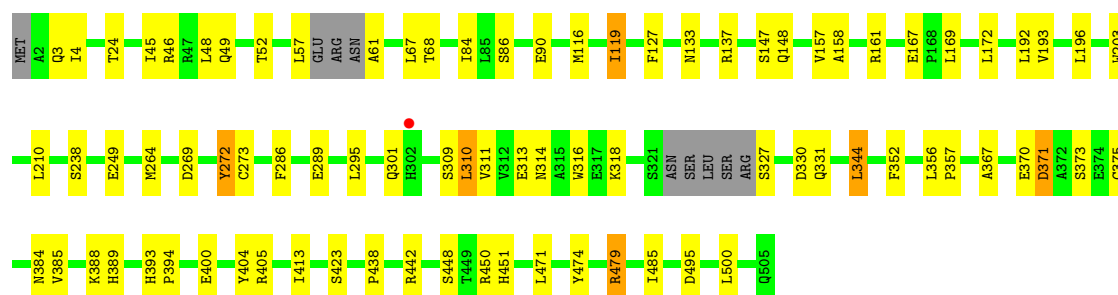 MET A2 Q3 I4 T24 I45 R46 R47 L48 Q49 T52 L57 GLU ARG ASN A61 L67 T68 I84 L85 S86 E90 M116 I119 F127 N133 R137 S147 Q148 V157 A158 R161 E167 P168 L169 L172 L192 V193 L196
L210 S238 E249 M264 D269 Y272 C273 F286 E289 L295 Q301 H302 S309 L310 V311 V312 E313 N314 A315 W316 E317 K318 S321 ASN SER LEU SER ARG S327 D330 Q331 L344 F352 L356 P357 A367 E370 D371 A372 S373 E374
N384 V385 K388 H389 H393 P394 E400 Y404 R405 I413 S423 P438 R442 S448 T449 R450 H451 L471 Y474 R479 I485 D495 L500 Q505